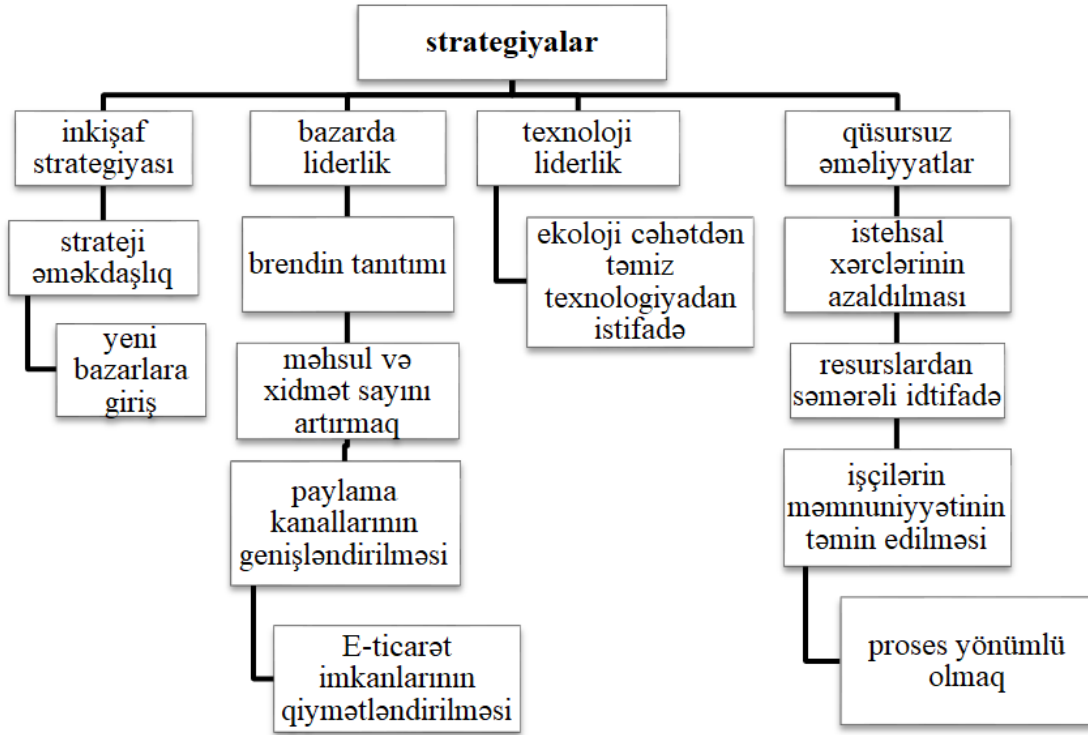 strategiyalar
inkişaf
strategiyası
strateji
əməkdaşlıq
yeni
bazarlara
giriş
bazarda
liderlik
brendin tanıtımı
məhsul və
xidmət sayını
artırmaq
paylama
kanallarının
genişləndirilməsi
E-ticarət
imkanlarının
qiymətləndirilməsi
texnoloji
liderlik
ekoloji cəhətdən
təmiz
texnologiyadan
istifadə
qüsursuz
əməliyyatlar
istehsal
xərclərinin
azaldılması
resurslardan
səmərəli idtifadə
işçilərin
məmnuniyyətinin
təmin edilməsi
proses yönümlü
olmaq